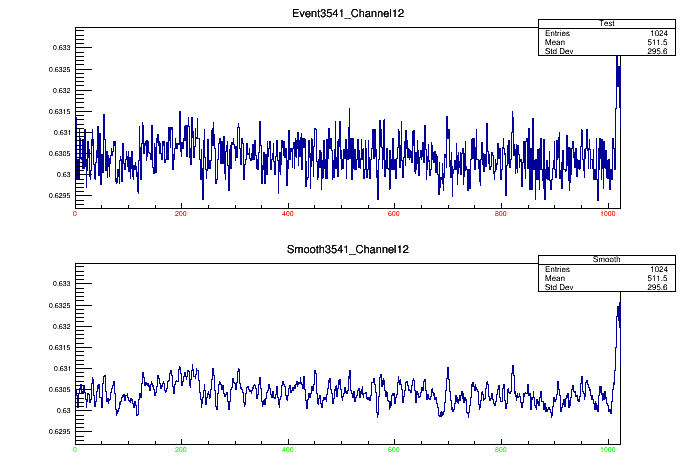 Event3541_Channel12
Test
Entries 1024
Mean 511.5
Std Dev 295.6
0.633
0.6325
0.632
0.6315
0.631
0.6305
0.63
0.6295
0 200 400 600 800 1000
Smooth3541_Channel12
Smooth
Entries 1024
Mean 511.5
Std Dev 295.6
0.633
0.6325
0.632
0.6315
0.631
0.6305
0.63
0.6295
0 200 400 600 800 1000